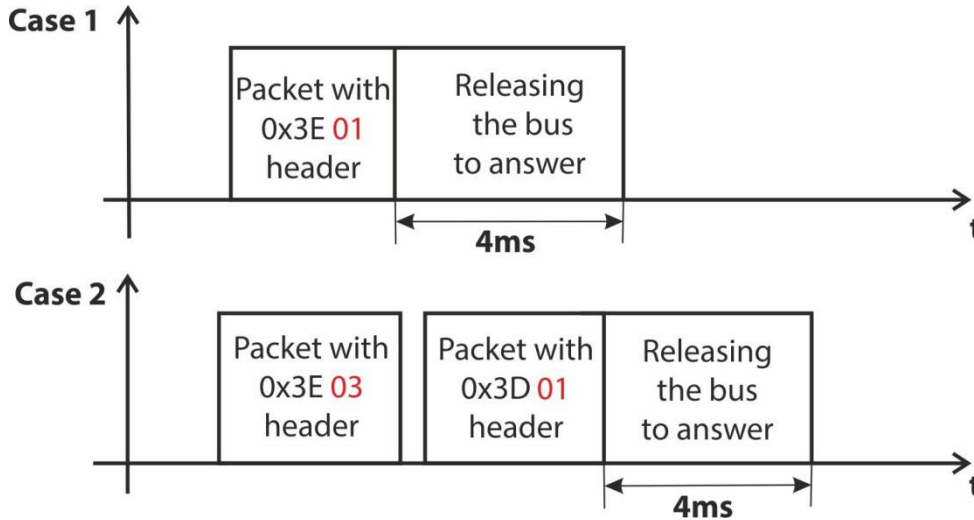 Case 1
Packet with
0x3E 01
header
Releasing
the bus
to answer
4ms
t
Case 2
Packet with
0x3E 03
header
Packet with
0x3D 01
header
Releasing
the bus
to answer
4ms
t